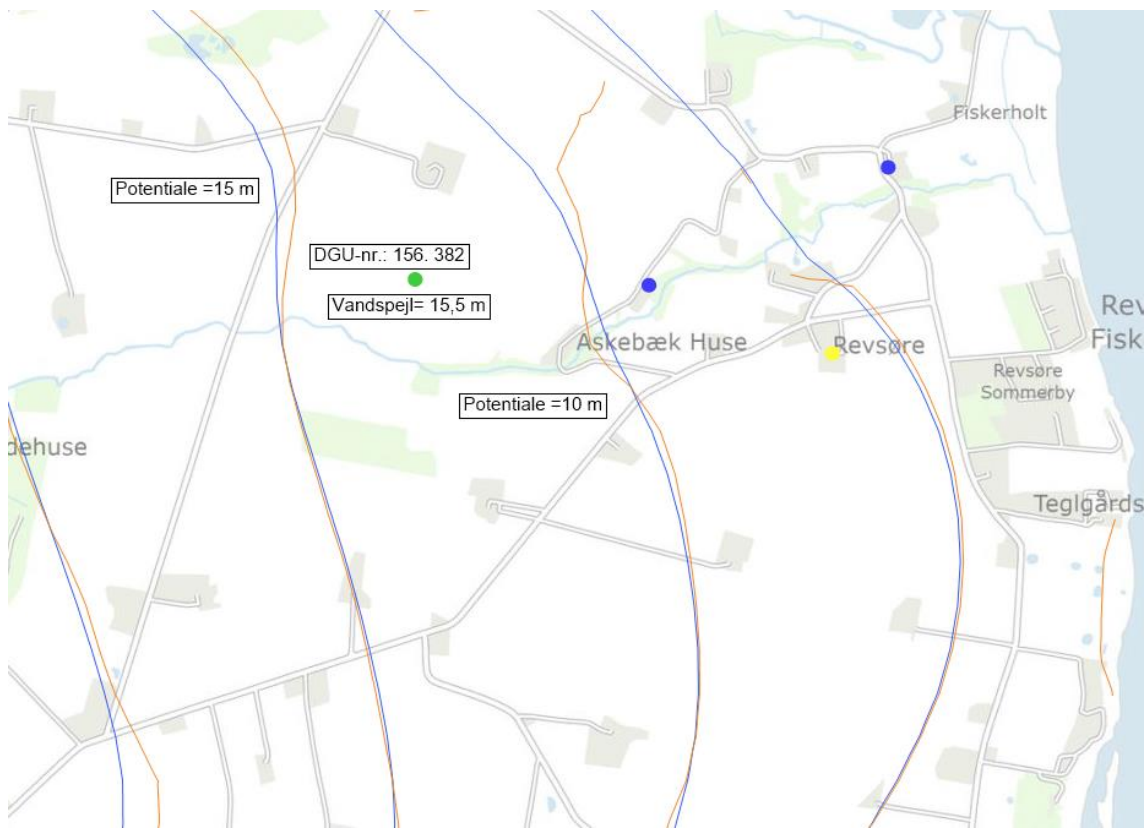 Fiskerholt
Potentiale =15 m
DGU-nr.: 156. 382
Vandspejl= 15,5 m
Rev
Fisk
Askebæk Huse
Revsøre
Revsøre
Sommerby
Potentiale =10 m
dehuse
Teglgårds